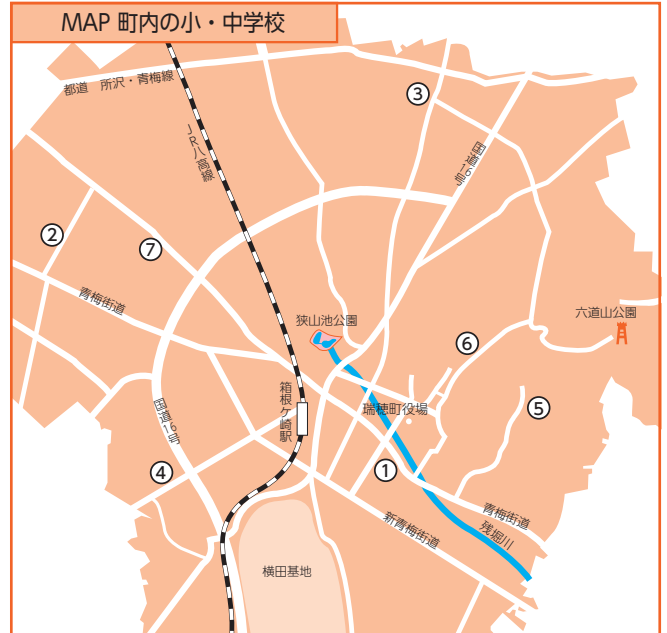 MAP 町内の小・中学校
都道 所沢・青梅線
③
JR八高線
国道16号
②
⑦
青梅街道
狭山池公園
六道山公園
⑥
箱根ケ崎駅
瑞穂町役場
国道16号
⑤
④
①
新青梅街道
青梅街道
残堀川
横田基地